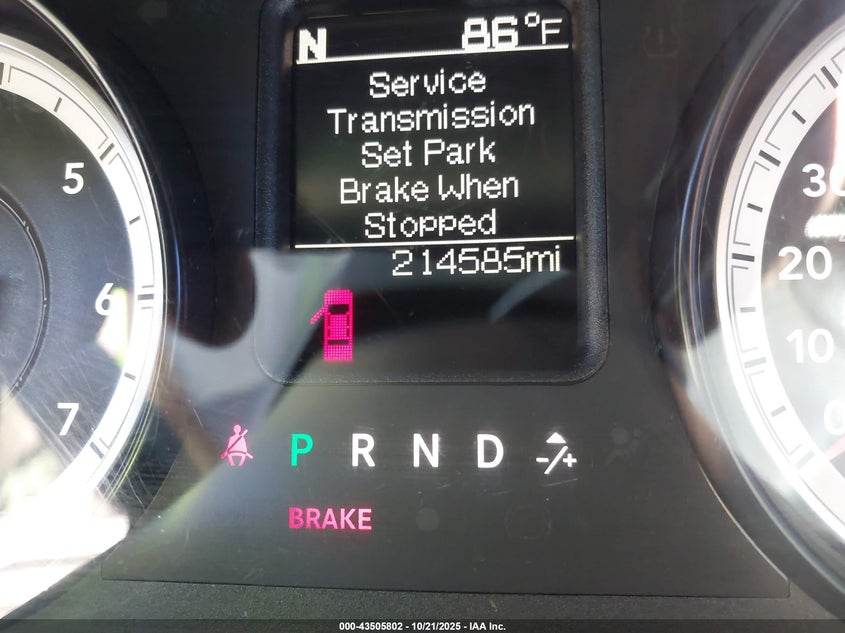 N 86°F
Service
Transmission
Set Park
Brake When
Stopped
214585mi
5
6
7
30
20
10
0
P R N D -/+
BRAKE
000-43505802 - 10/21/2025 - IAA Inc.